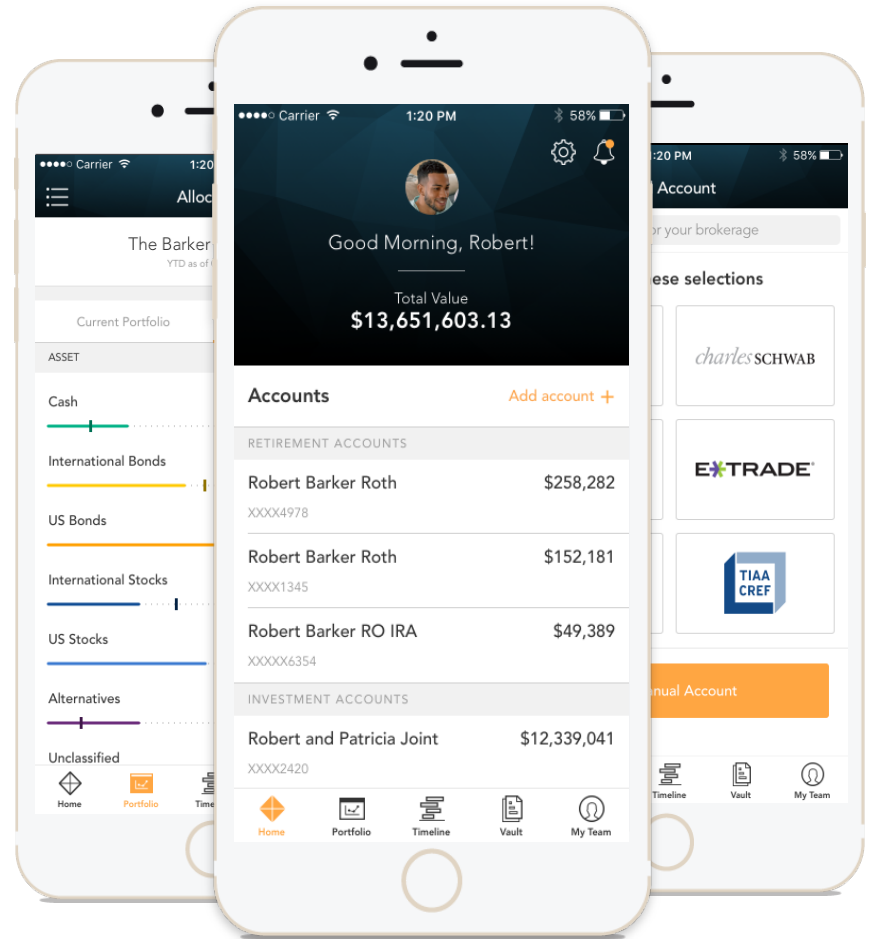 Carrier
1:20
Alloc
The Barker
YTD as of
Current Portfolio
ASSET
Cash
International Bonds
US Bonds
International Stocks
US Stocks
Alternatives
Unclassified
Home
Portfolio
Time
Carrier
1:20 PM
58%
Good Morning, Robert!
Total Value
$13,651,603.13
Accounts
Add account +
RETIREMENT ACCOUNTS
Robert Barker Roth
$258,282
XXXX4978
Robert Barker Roth
$152,181
XXXX1345
Robert Barker RO IRA
$49,389
XXXXX6354
INVESTMENT ACCOUNTS
Robert and Patricia Joint
$12,339,041
XXXX2420
Home
Portfolio
Timeline
Vault
My Team
:20 PM
58%
Account
or your brokerage
ese selections
charles SCHWAB
E*TRADE
TIAA
CREF
nual Account
Timeline
Vault
My Team